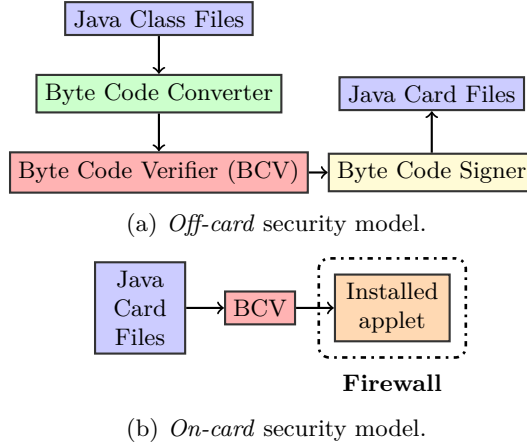 Java Class Files
Byte Code Converter
Java Card Files
Byte Code Verifier (BCV)
Byte Code Signer
(a) Off-card security model.
Java
Card
Files
BCV
Installed
applet
Firewall
(b) On-card security model.